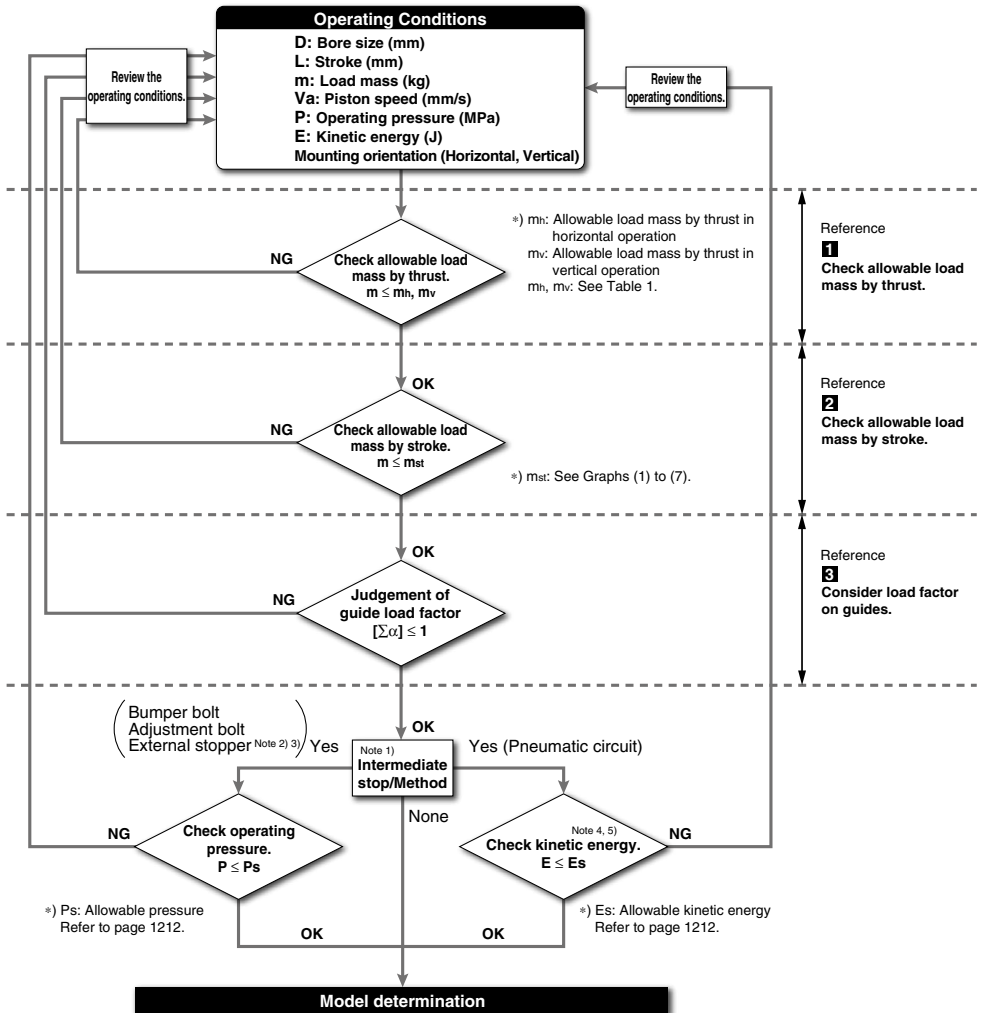 Operating Conditions
D: Bore size (mm)
L: Stroke (mm)
m: Load mass (kg)
Va: Piston speed (mm/s)
P: Operating pressure (MPa)
E: Kinetic energy (J)
Mounting orientation (Horizontal, Vertical)
Review the
operating conditions.
Review the
operating conditions.
NG
Check allowable load
mass by thrust.
m ≤ mh, mv
*) mh: Allowable load mass by thrust in
horizontal operation
mv: Allowable load mass by thrust in
vertical operation
mh, mv: See Table 1.
Reference
1
Check allowable load
mass by thrust.
OK
NG
Check allowable load
mass by stroke.
m ≤ mst
*) mst: See Graphs (1) to (7).
Reference
2
Check allowable load
mass by stroke.
OK
NG
Judgement of
guide load factor
[∑α] ≤ 1
Reference
3
Consider load factor
on guides.
OK
Bumper bolt
Adjustment bolt
External stopper Note 2) 3)
Yes
Note 1)
Intermediate
stop/Method
Yes (Pneumatic circuit)
None
NG
Check operating
pressure.
P ≤ Ps
Note 4, 5)
Check kinetic energy.
E ≤ Es
NG
*) Ps: Allowable pressure
Refer to page 1212.
*) Es: Allowable kinetic energy
Refer to page 1212.
OK
OK
Model determination